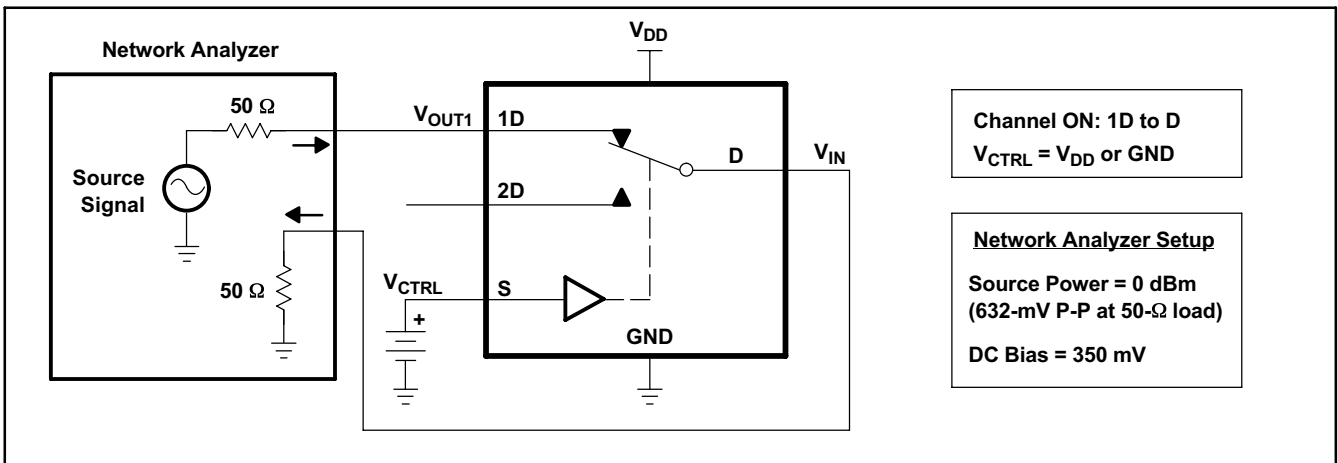 V_DD
Network Analyzer
50 Ω
V_OUT1 1D
Channel ON: 1D to D
V_CTRL = V_DD or GND
D V_IN
Source
Signal
2D
Network Analyzer Setup
Source Power = 0 dBm
(632-mV P-P at 50-Ω load)
DC Bias = 350 mV
50 Ω
V_CTRL S
+
GND